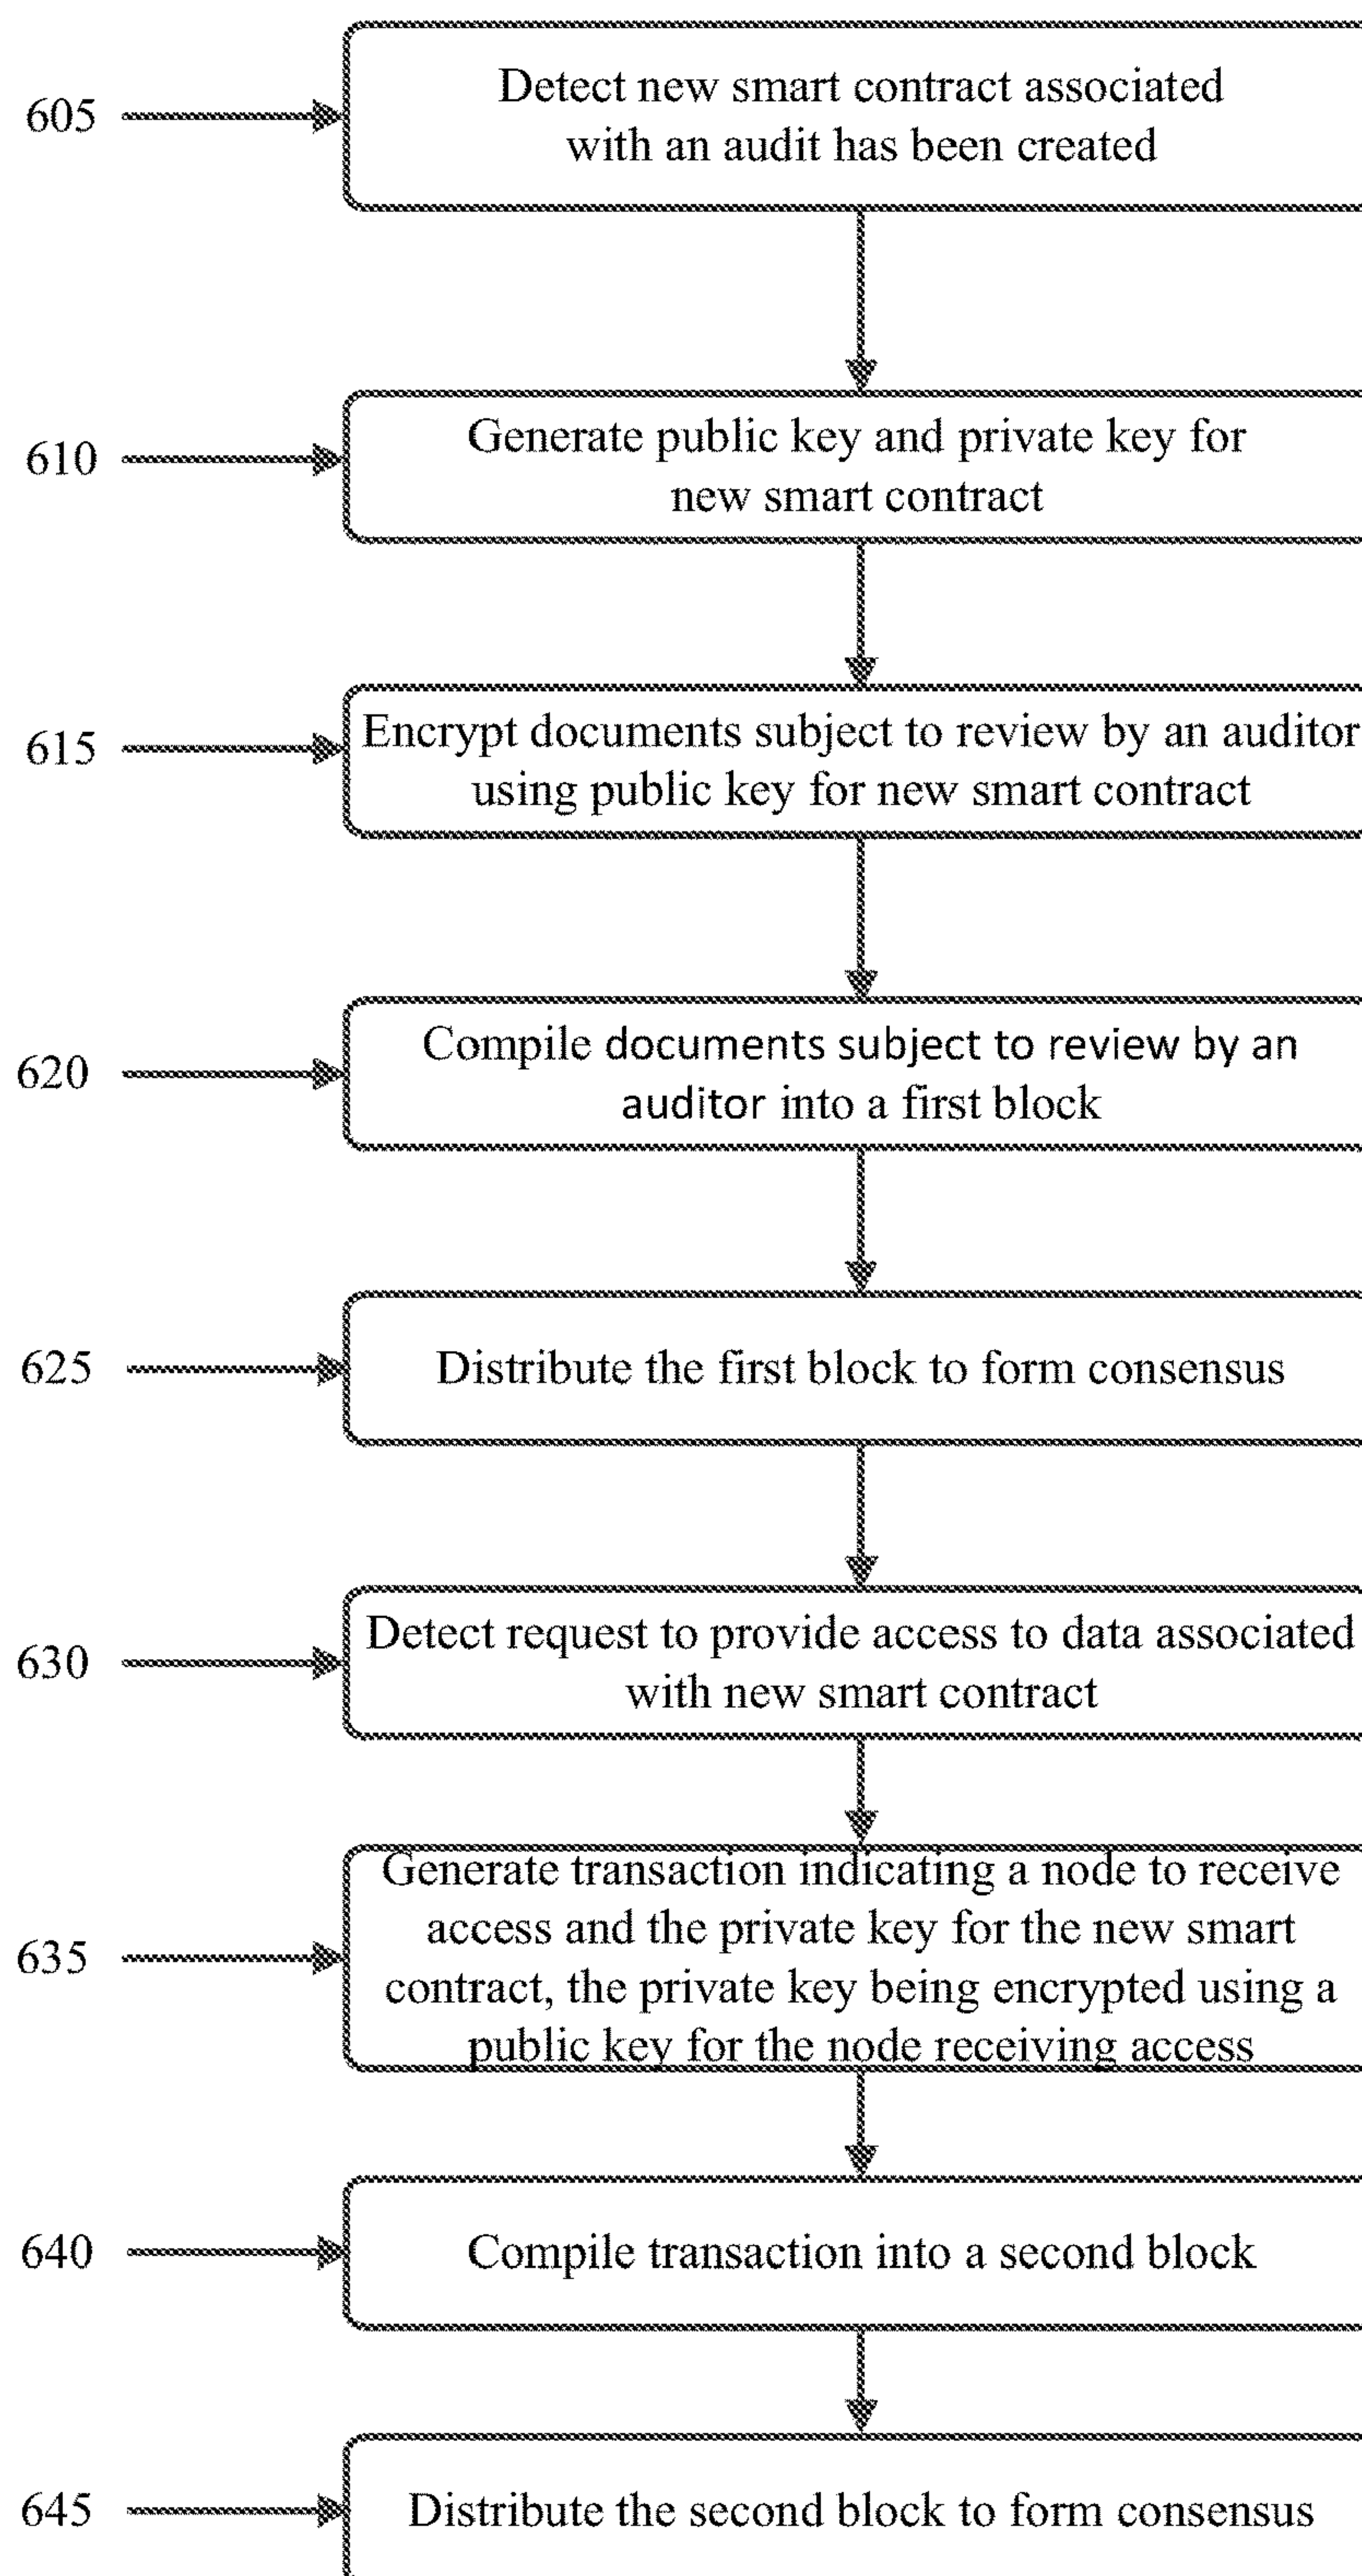 605
Detect new smart contract associated
with an audit has been created
610
Generate public key and private key for
new smart contract
615
Encrypt documents subject to review by an auditor
using public key for new smart contract
620
Compile documents subject to review by an
auditor into a first block
625
Distribute the first block to form consensus
630
Detect request to provide access to data associated
with new smart contract
635
Generate transaction indicating a node to receive
access and the private key for the new smart
contract, the private key being encrypted using a
public key for the node receiving access
640
Compile transaction into a second block
645
Distribute the second block to form consensus